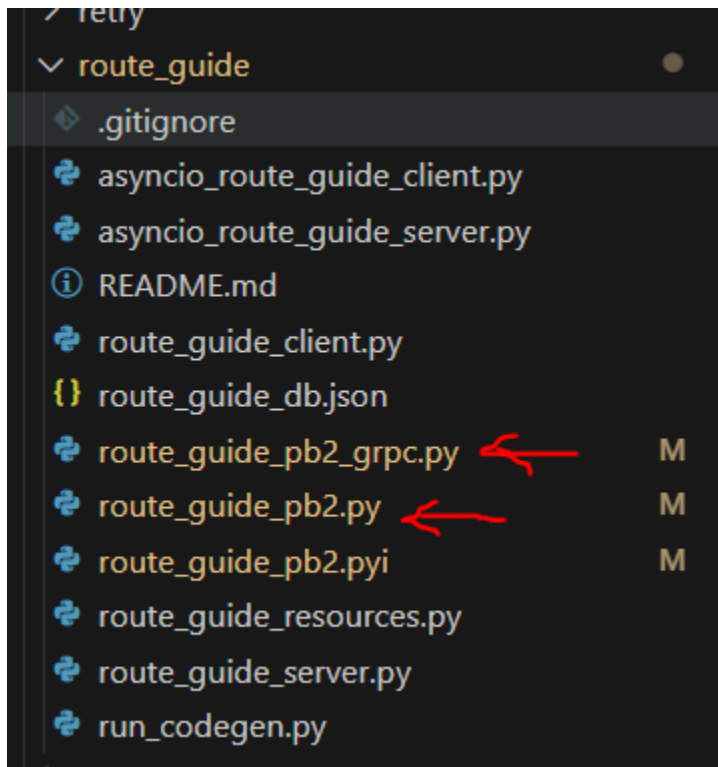 retry
route_guide
.gitignore
asyncio_route_guide_client.py
asyncio_route_guide_server.py
README.md
route_guide_client.py
{} route_guide_db.json
route_guide_pb2_grpc.py M
route_guide_pb2.py M
route_guide_pb2.pyi M
route_guide_resources.py
route_guide_server.py
run_codegen.py